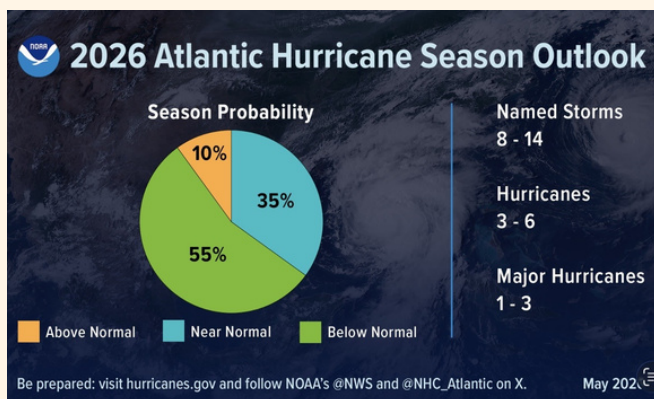 NOAA
2026 Atlantic Hurricane Season Outlook
Season Probability
10%
35%
55%
Above Normal
Near Normal
Below Normal
Named Storms
8 - 14
Hurricanes
3 - 6
Major Hurricanes
1 - 3
Be prepared: visit hurricanes.gov and follow NOAA's @NWS and @NHC_Atlantic on X.
May